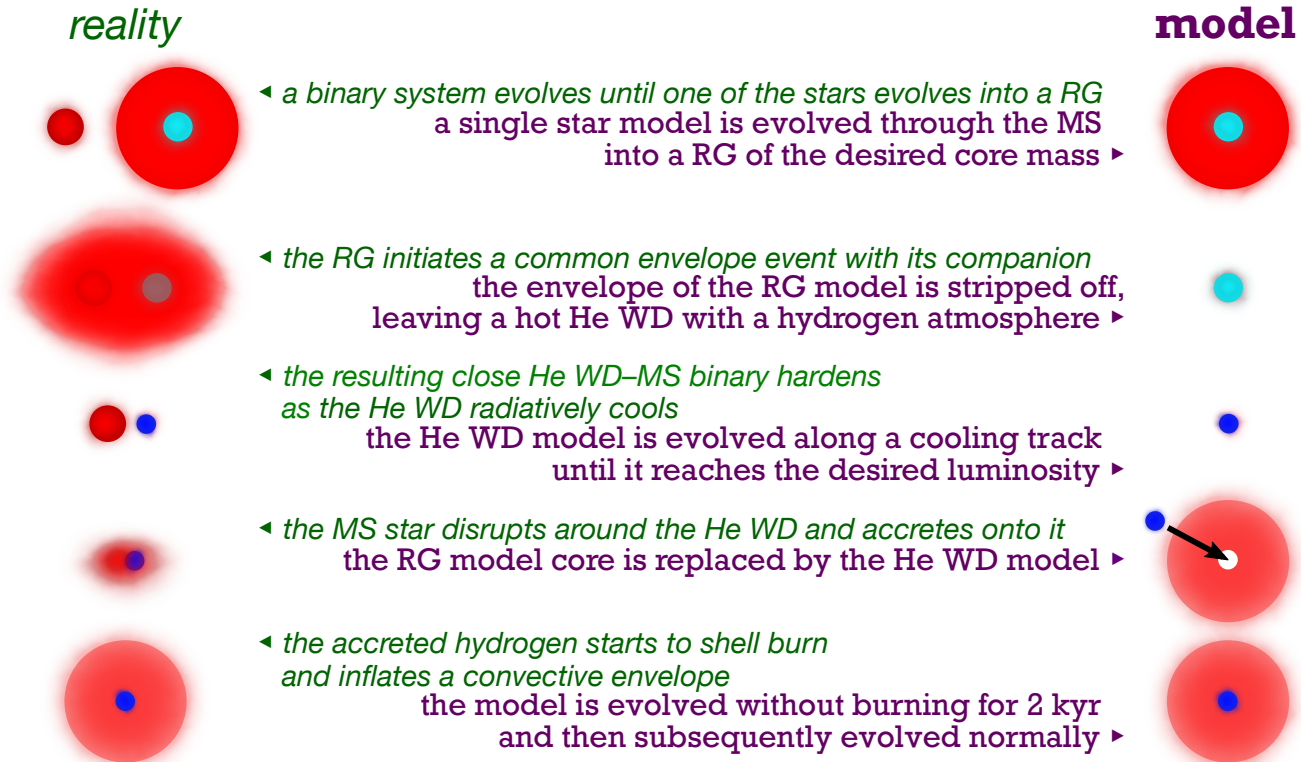 reality
model
◂ a binary system evolves until one of the stars evolves into a RG
a single star model is evolved through the MS
into a RG of the desired core mass ▸
◂ the RG initiates a common envelope event with its companion
the envelope of the RG model is stripped off,
leaving a hot He WD with a hydrogen atmosphere ▸
◂ the resulting close He WD–MS binary hardens
as the He WD radiatively cools
the He WD model is evolved along a cooling track
until it reaches the desired luminosity ▸
◂ the MS star disrupts around the He WD and accretes onto it
the RG model core is replaced by the He WD model ▸
◂ the accreted hydrogen starts to shell burn
and inflates a convective envelope
the model is evolved without burning for 2 kyr
and then subsequently evolved normally ▸